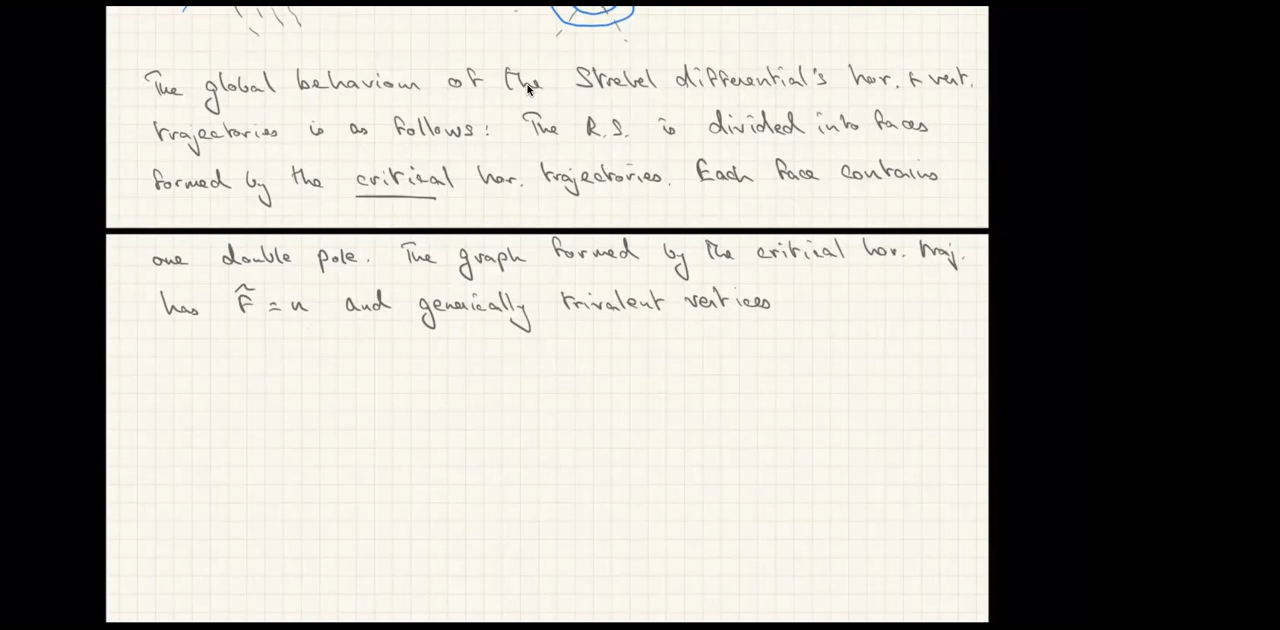 The global behaviour of the Strebel differential's hor. & vert.
trajectories is as follows: The R.S. is divided into faces
formed by the critical hor. trajectories. Each face contains
one double pole. The graph formed by the critical hor. traj.
has F̃ = n and generically trivalent vertices